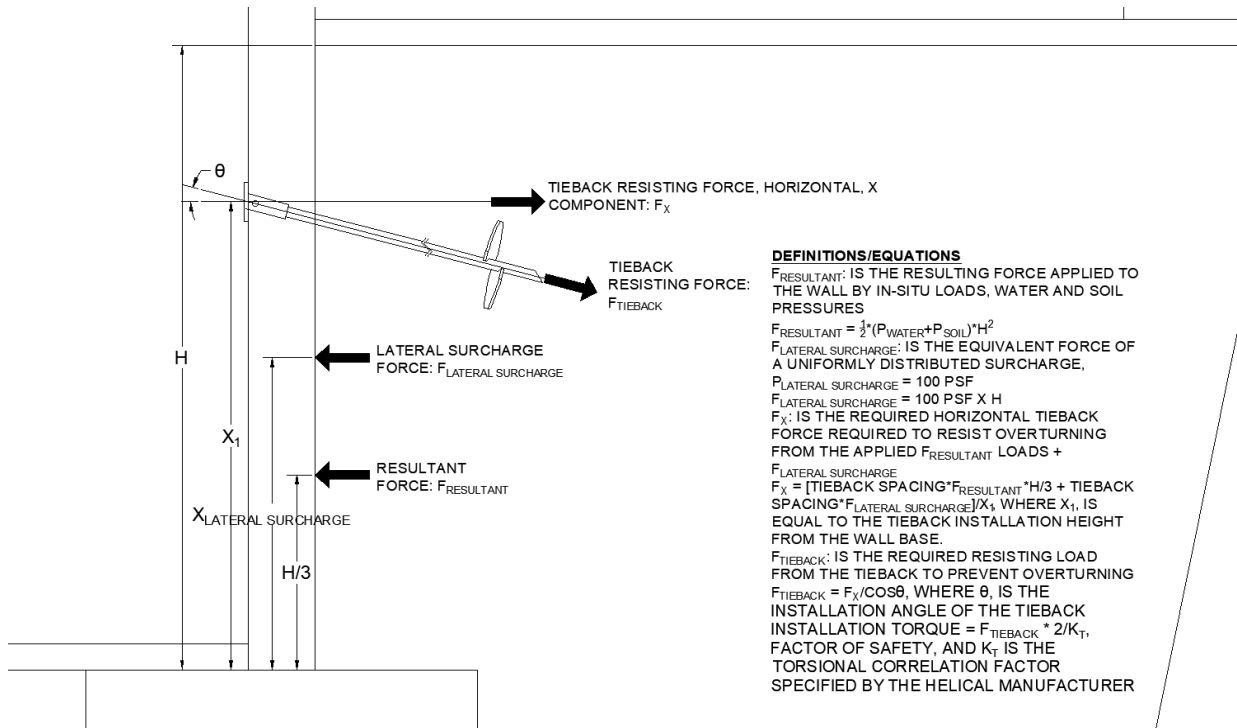 θ
TIEBACK RESISTING FORCE, HORIZONTAL, X
COMPONENT: F_X
TIEBACK
RESISTING FORCE:
F_TIEBACK
H
LATERAL SURCHARGE
FORCE: F_LATERAL SURCHARGE
X_1
RESULTANT
FORCE: F_RESULTANT
X_LATERAL SURCHARGE
H/3
DEFINITIONS/EQUATIONS
F_RESULTANT: IS THE RESULTING FORCE APPLIED TO
THE WALL BY IN-SITU LOADS, WATER AND SOIL
PRESSURES
F_RESULTANT = ½*(P_WATER+P_SOIL)*H²
F_LATERAL SURCHARGE: IS THE EQUIVALENT FORCE OF
A UNIFORMLY DISTRIBUTED SURCHARGE,
P_LATERAL SURCHARGE = 100 PSF
F_LATERAL SURCHARGE = 100 PSF X H
F_X: IS THE REQUIRED HORIZONTAL TIEBACK
FORCE REQUIRED TO RESIST OVERTURNING
FROM THE APPLIED F_RESULTANT LOADS +
F_LATERAL SURCHARGE
F_X = [TIEBACK SPACING*F_RESULTANT*H/3 + TIEBACK
SPACING*F_LATERAL SURCHARGE]/X_1, WHERE X_1, IS
EQUAL TO THE TIEBACK INSTALLATION HEIGHT
FROM THE WALL BASE.
F_TIEBACK: IS THE REQUIRED RESISTING LOAD
FROM THE TIEBACK TO PREVENT OVERTURNING
F_TIEBACK = F_X/COSθ, WHERE θ, IS THE
INSTALLATION ANGLE OF THE TIEBACK
INSTALLATION TORQUE = F_TIEBACK * 2/K_T,
FACTOR OF SAFETY, AND K_T IS THE
TORSIONAL CORRELATION FACTOR
SPECIFIED BY THE HELICAL MANUFACTURER